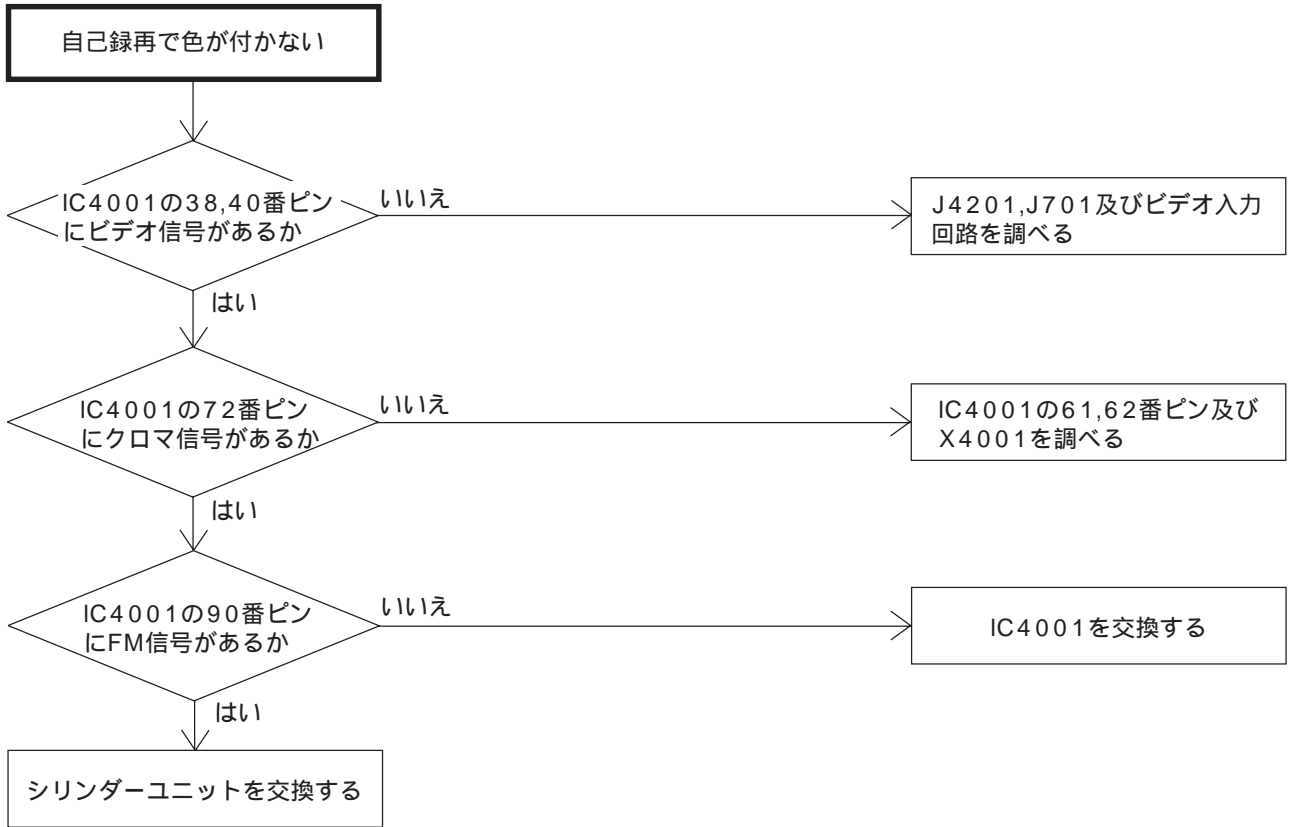 自己録再で色が付かない
IC4001の38,40番ピン
にビデオ信号があるか
いいえ
J4201,J701及びビデオ入力
回路を調べる
はい
IC4001の72番ピン
にクロマ信号があるか
いいえ
IC4001の61,62番ピン及び
X4001を調べる
はい
IC4001の90番ピン
にFM信号があるか
いいえ
IC4001を交換する
はい
シリンダーユニットを交換する